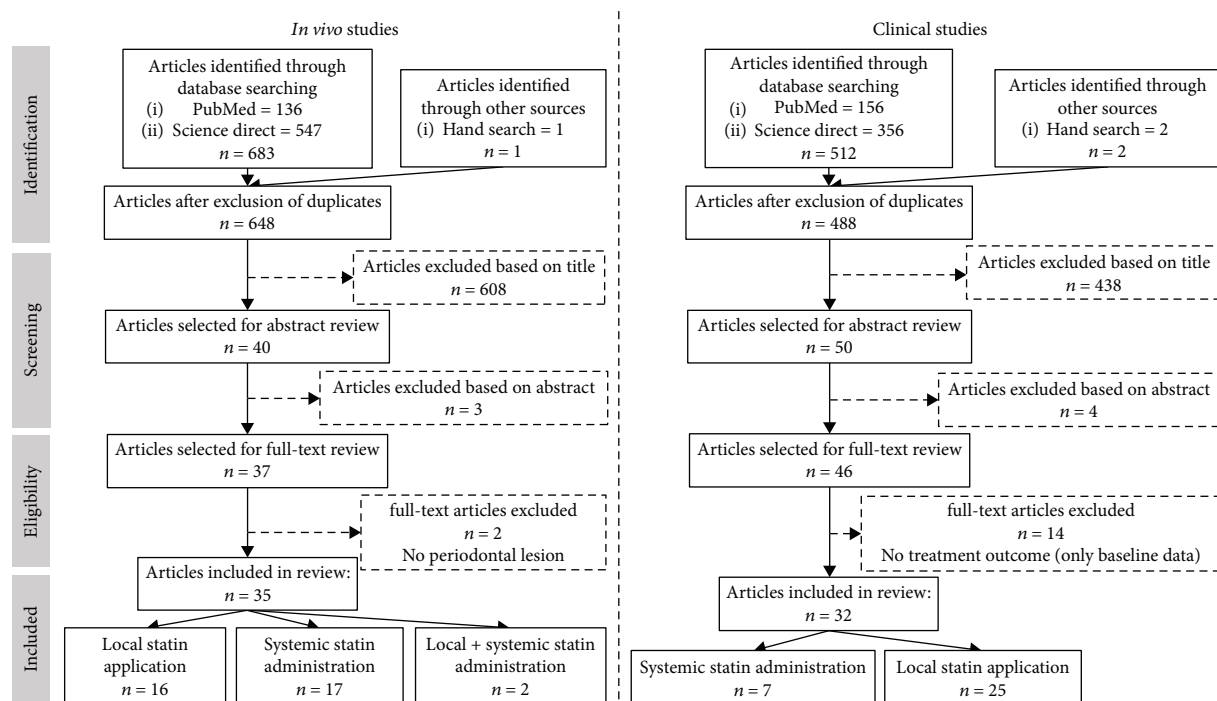 In vivo studies
Identification
Articles identified through
database searching
(i) PubMed = 136
(ii) Science direct = 547
n = 683
Articles identified
through other sources
(i) Hand search = 1
n = 1
Articles after exclusion of duplicates
n = 648
Screening
Articles excluded based on title
n = 608
Articles selected for abstract review
n = 40
Articles excluded based on abstract
n = 3
Eligibility
Articles selected for full-text review
n = 37
full-text articles excluded
n = 2
No periodontal lesion
Included
Articles included in review:
n = 35
Local statin
application
n = 16
Systemic statin
administration
n = 17
Local + systemic statin
administration
n = 2
Clinical studies
Articles identified through
database searching
(i) PubMed = 156
(ii) Science direct = 356
n = 512
Articles identified through
other sources
(i) Hand search = 2
n = 2
Articles after exclusion of duplicates
n = 488
Articles excluded based on title
n = 438
Articles selected for abstract review
n = 50
Articles excluded based on abstract
n = 4
Articles selected for full-text review
n = 46
full-text articles excluded
n = 14
No treatment outcome (only baseline data)
Articles included in review:
n = 32
Systemic statin administration
n = 7
Local statin application
n = 25